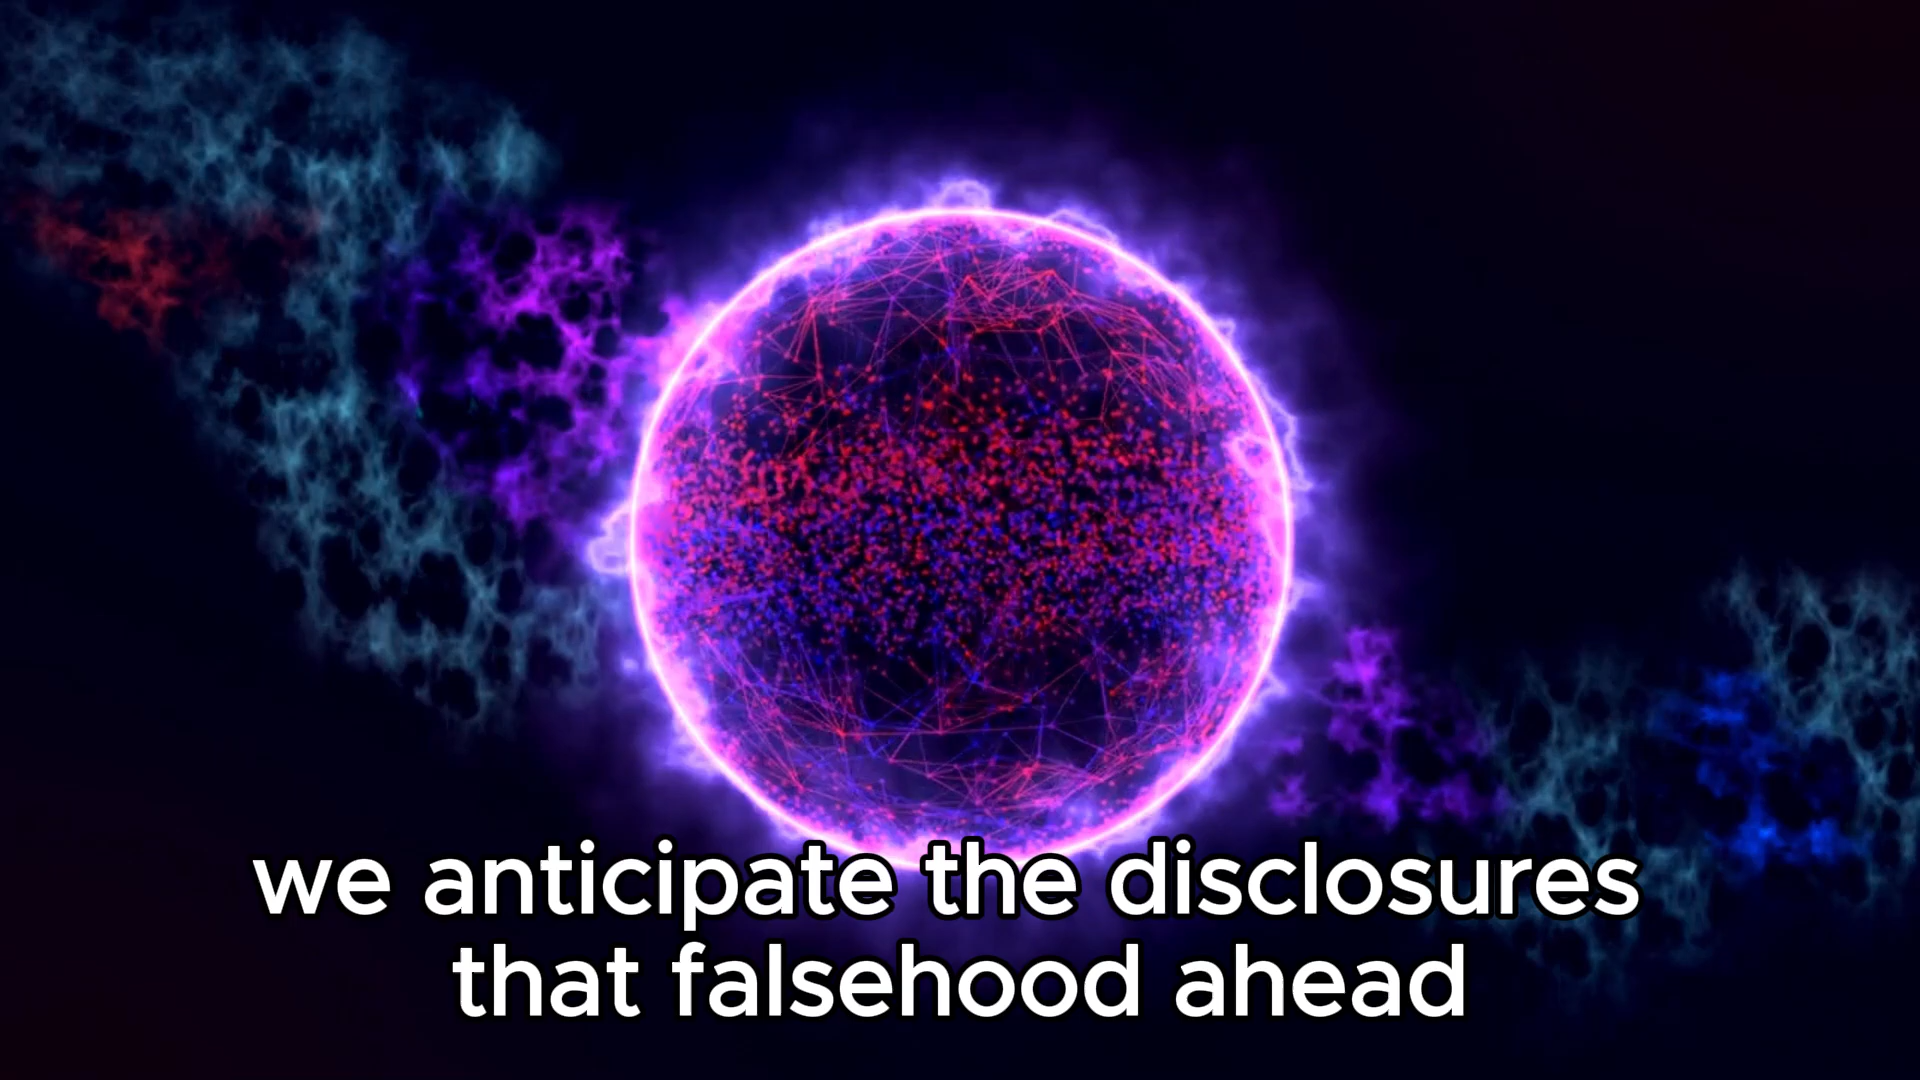 we anticipate the disclosures
that falsehood ahead